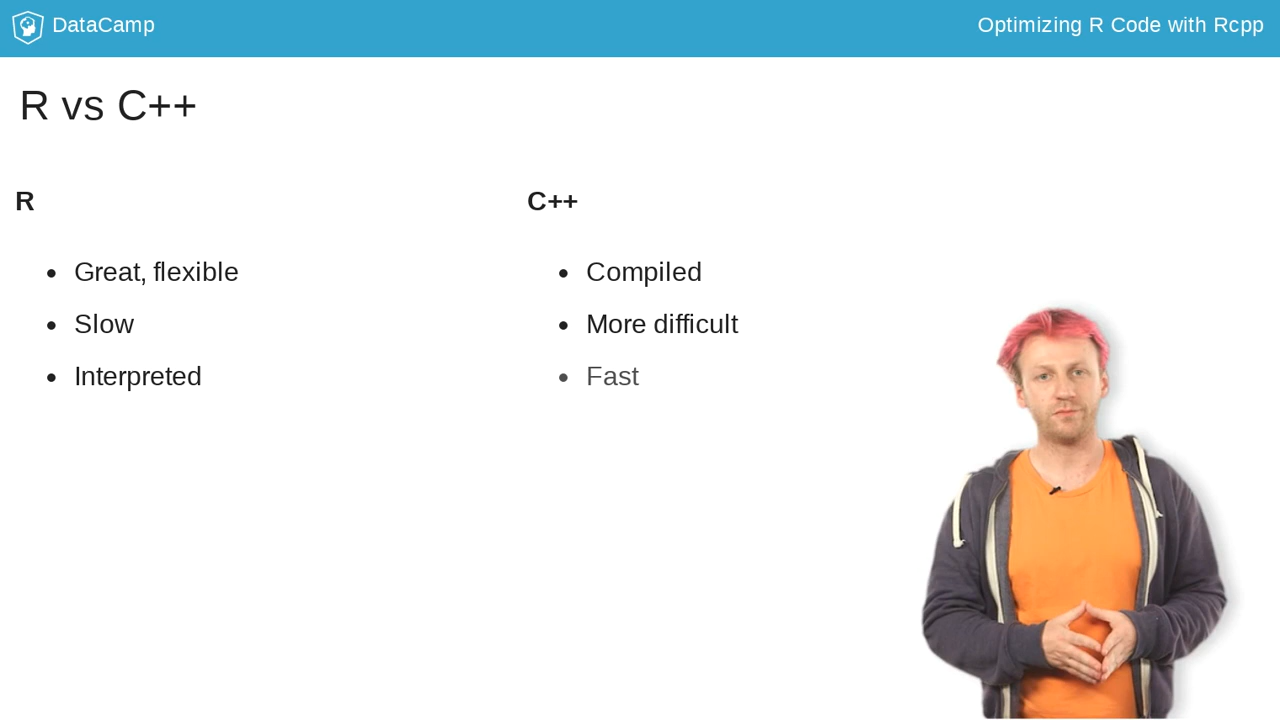 DataCamp
Optimizing R Code with Rcpp
R vs C++
R
Great, flexible
Slow
Interpreted
C++
Compiled
More difficult
Fast